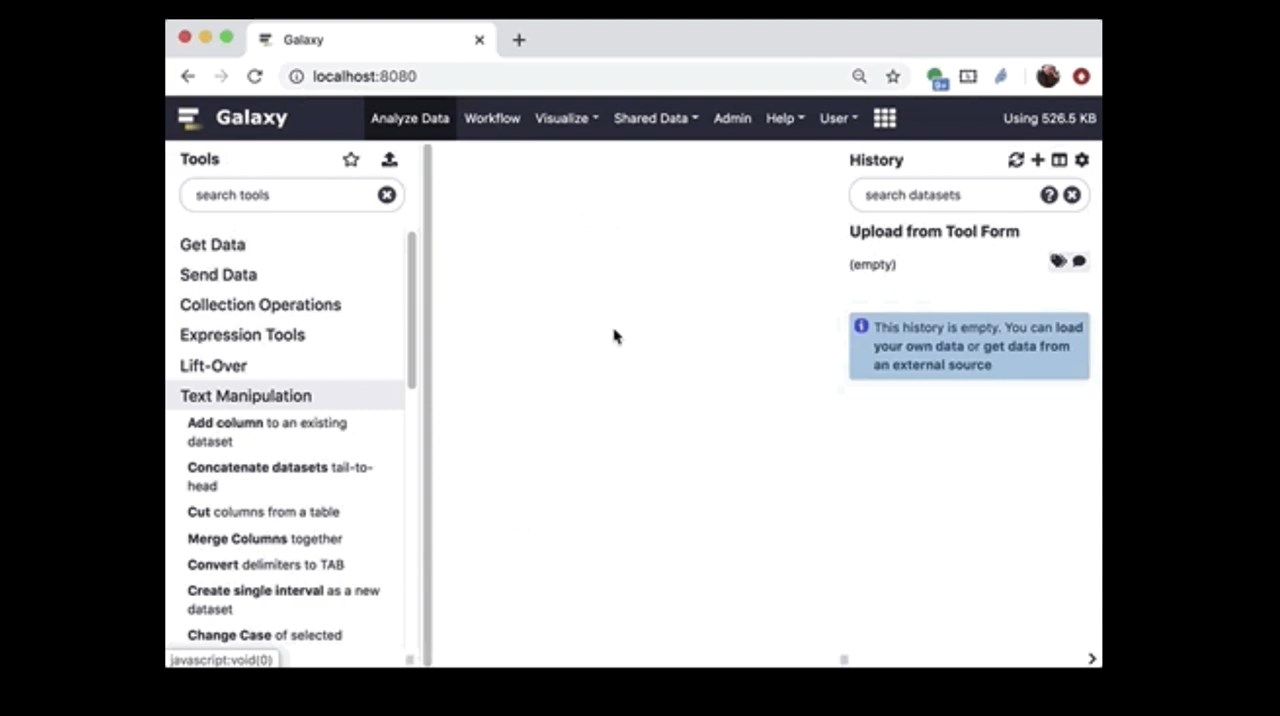 Galaxy
localhost:8080
Galaxy Analyze Data Workflow Visualize Shared Data Admin Help User Using 526.5 KB
Tools
search tools
Get Data
Send Data
Collection Operations
Expression Tools
Lift-Over
Text Manipulation
Add column to an existing
dataset
Concatenate datasets tail-to-
head
Cut columns from a table
Merge Columns together
Convert delimiters to TAB
Create single interval as a new
dataset
Change Case of selected
javascript:void(0)
History
search datasets
Upload from Tool Form
(empty)
This history is empty. You can load
your own data or get data from
an external source